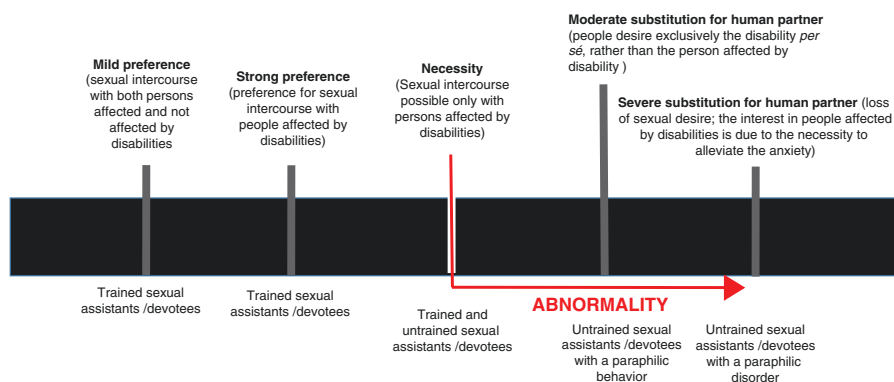 Mild preference
(sexual intercourse
with both persons
affected and not
affected by
disabilities
Strong preference
(preference for sexual
intercourse with
people affected by
disabilities)
Necessity
(Sexual intercourse
possible only with
persons affected by
disabilities)
Moderate substitution for human partner
(people desire exclusively the disability per
sé, rather than the person affected by
disability )
Severe substitution for human partner (loss
of sexual desire; the interest in people affected
by disabilities is due to the necessity to
alleviate the anxiety)
Trained sexual
assistants /devotees
Trained sexual
assistants /devotees
Trained and
untrained sexual
assistants /devotees
ABNORMALITY
Untrained sexual
assistants /devotees
with a paraphilic
behavior
Untrained sexual
assistants /devotees
with a paraphilic
disorder